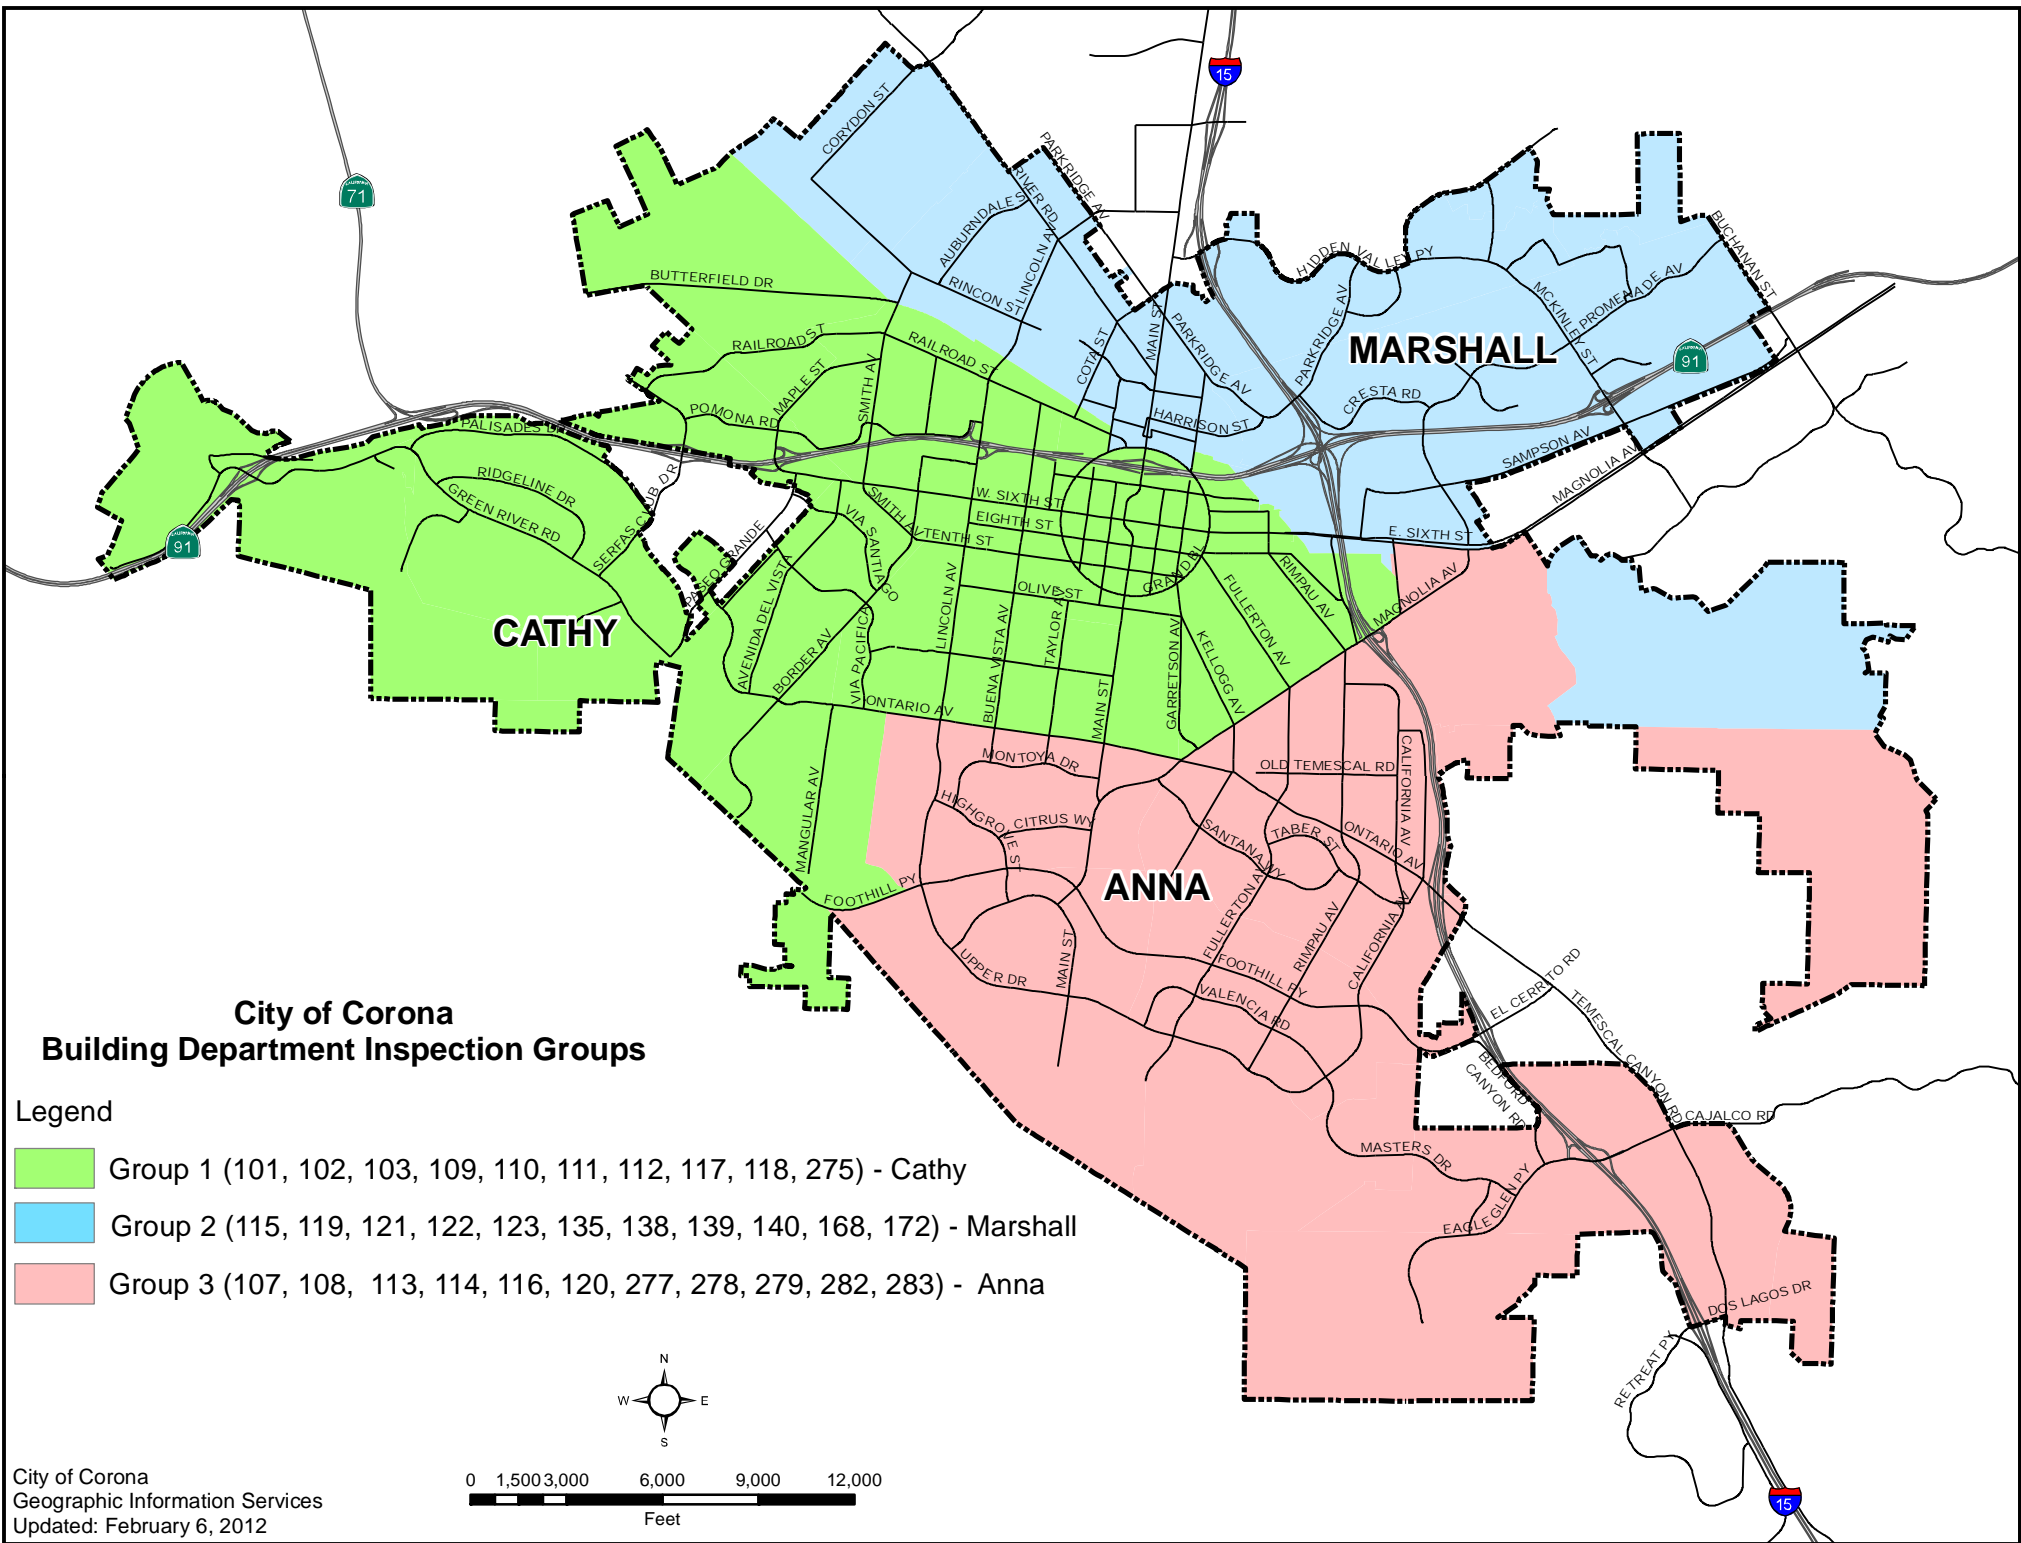 15
71
CORYDON ST
PARKRIDGE AV
RIVER RD
AUBURNDALE S
LINCOLN AV
BUCHANAN ST
HIDDEN VALLEY PY
BUTTERFIELD DR
RINCON ST
MCKINLEY ST
PROMENADE AV
RAILROAD ST
RAILROAD ST
COTA ST
MAIN ST
PARKRIDGE AV
PARKRIDGE AV
MARSHALL
91
MAPLE ST
SMITH AV
CRESTA RD
POMONA RD
HARRISON ST
PALISADES DR
SAMPSON AV
MAGNOLIA AV
RIDGELINE DR
GREEN RIVER RD
SERFAS CLUB DR
W. SIXTH ST
SMITH AV
VIA SANTIAGO
EIGHTH ST
TENTH ST
E. SIXTH ST
91
PASEO GRANDE
GRAND BL
OLIVE ST
FULLERTON AV
RIMPAU AV
MAGNOLIA AV
CATHY
AVENIDA DEL VISTA
BORDER AV
VIA PACIFICA
LINCOLN AV
BUENA VISTA AV
TAYLOR AV
GARRETSON AV
KELLOGG AV
MAIN ST
ONTARIO AV
MONTOYA DR
OLD TEMESCAL RD
CALIFORNIA AV
MANGULAR AV
HIGHGROVE ST
CITRUS WY
SANTANA WY
TABER ST
ONTARIO AV
ANNA
FOOTHILL PY
FULLERTON AV
RIMPAU AV
CALIFORNIA AV
UPPER DR
MAIN ST
FOOTHILL PY
VALENCIA RD
EL CERRITO RD
TEMESCAL CANYON RD
BEDFORD
CANYON RD
CAJALCO RD
MASTERS DR
EAGLE GLEN PY
DOS LAGOS DR
RETREAT PY
15
City of Corona
Building Department Inspection Groups
Legend
Group 1 (101, 102, 103, 109, 110, 111, 112, 117, 118, 275) - Cathy
Group 2 (115, 119, 121, 122, 123, 135, 138, 139, 140, 168, 172) - Marshall
Group 3 (107, 108, 113, 114, 116, 120, 277, 278, 279, 282, 283) - Anna
N
W E
S
0 1,500 3,000 6,000 9,000 12,000
Feet
City of Corona
Geographic Information Services
Updated: February 6, 2012